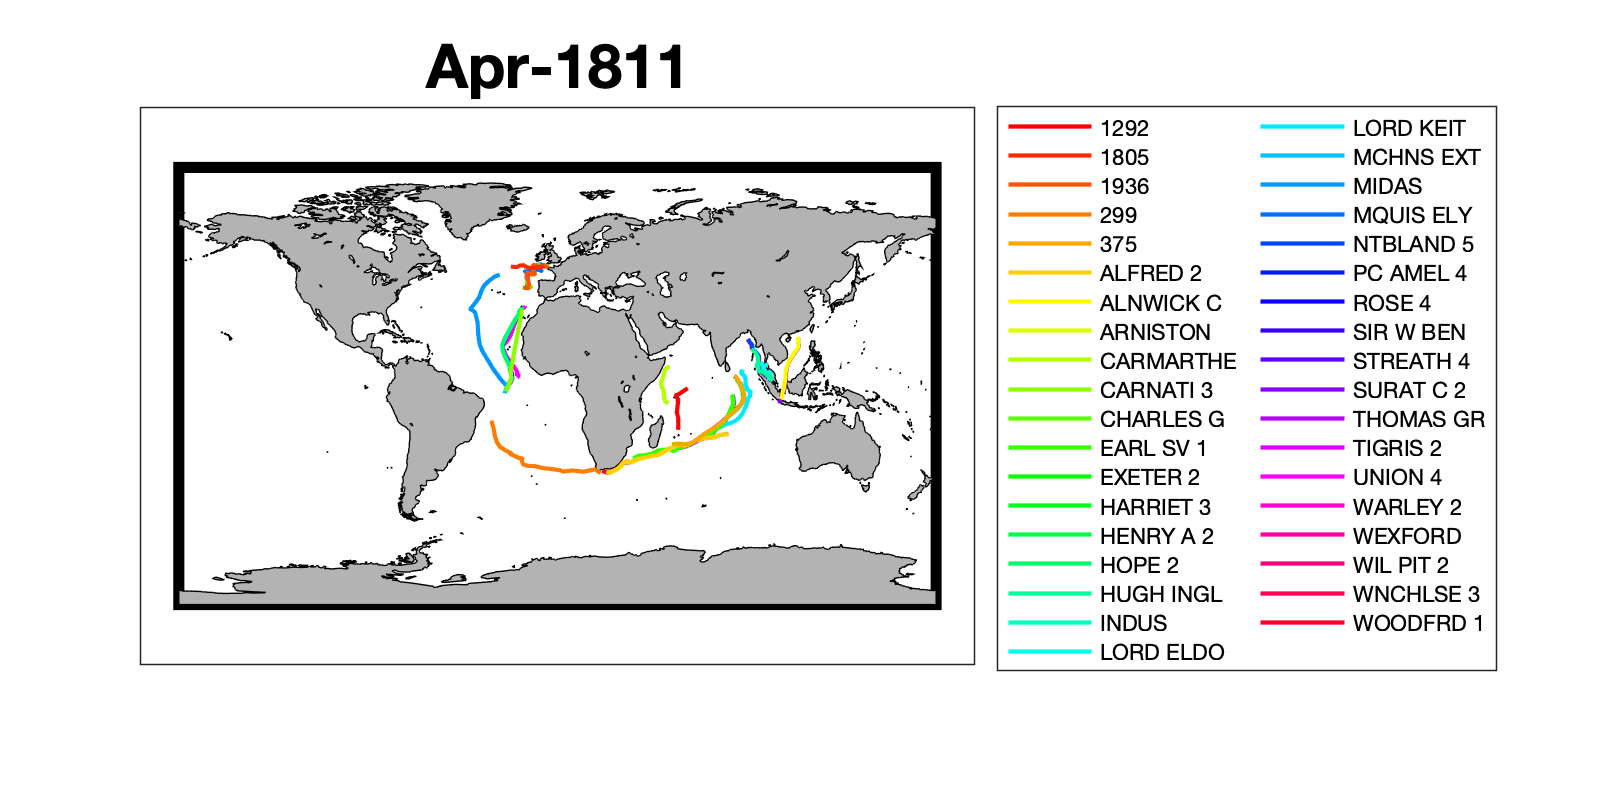 Apr-1811
1292
1805
1936
299
375
ALFRED 2
ALNWICK C
ARNISTON
CARMARTHE
CARNATI 3
CHARLES G
EARL SV 1
EXETER 2
HARRIET 3
HENRY A 2
HOPE 2
HUGH INGL
INDUS
LORD ELDO
LORD KEIT
MCHNS EXT
MIDAS
MQUIS ELY
NTBLAND 5
PC AMEL 4
ROSE 4
SIR W BEN
STREATH 4
SURAT C 2
THOMAS GR
TIGRIS 2
UNION 4
WARLEY 2
WEXFORD
WIL PIT 2
WNCHLSE 3
WOODFRD 1